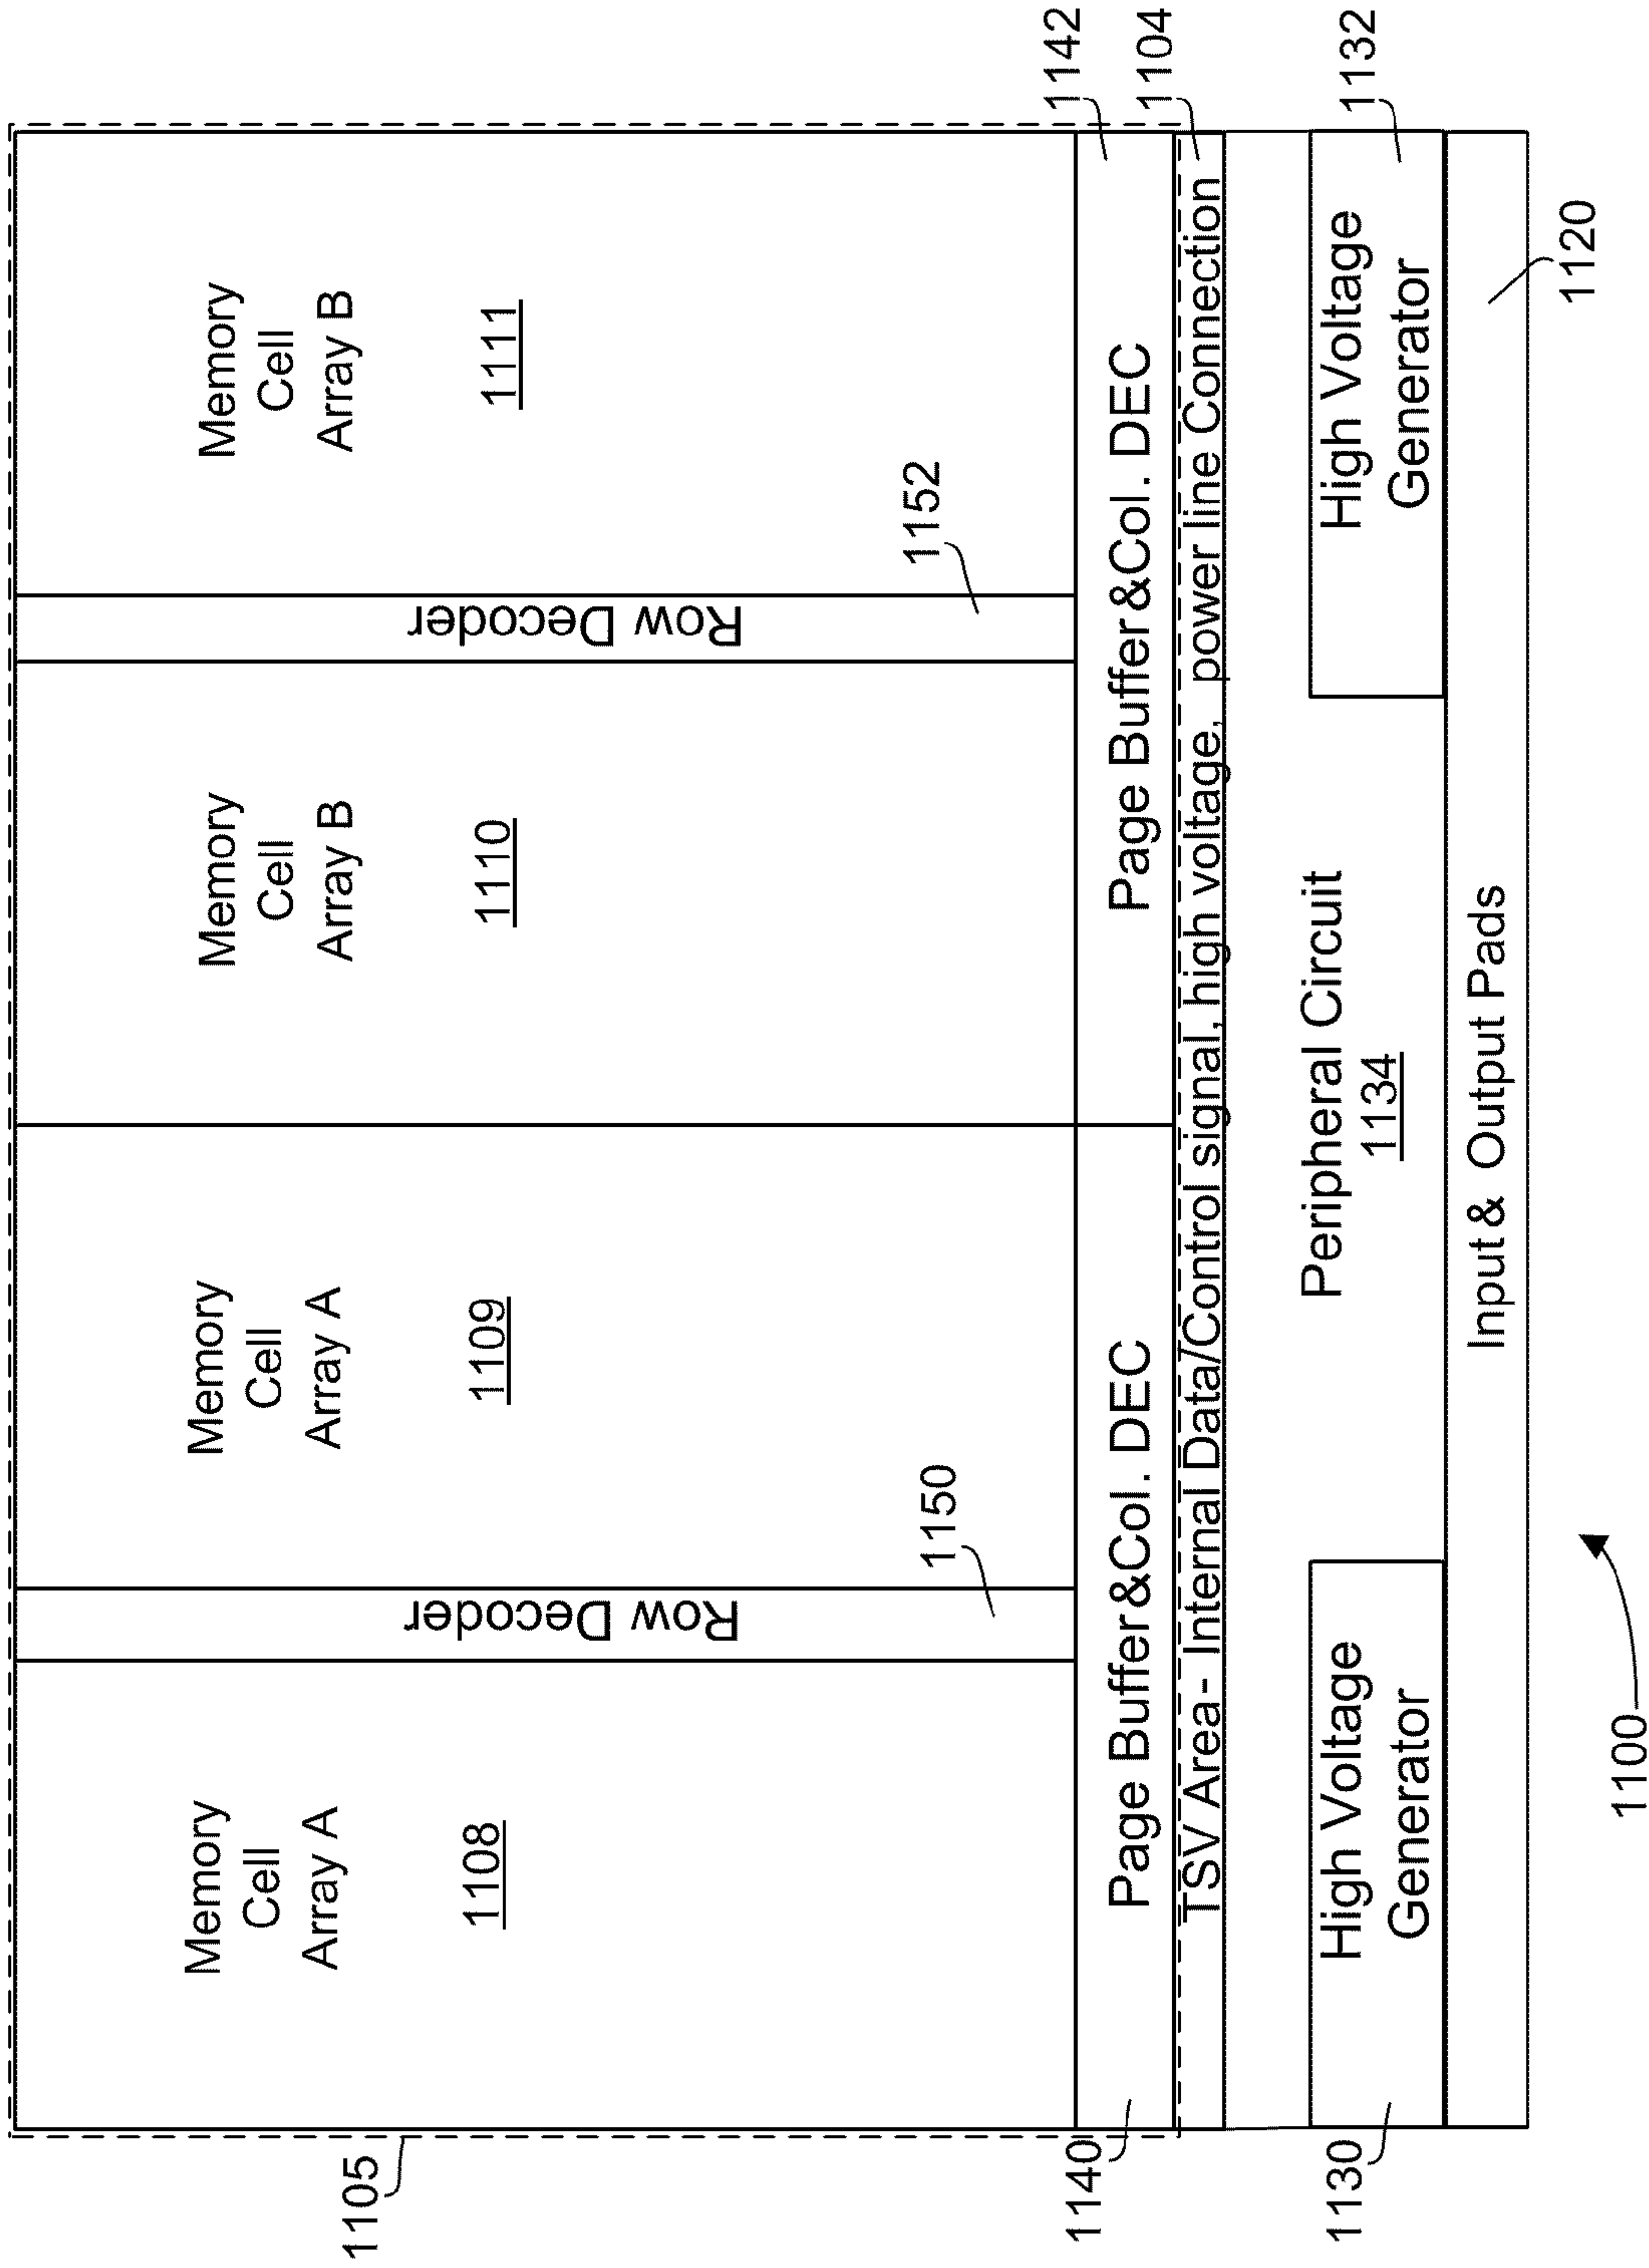 1105
Memory
Cell
Array A
1108
Row Decoder
1150
Memory
Cell
Array A
1109
Memory
Cell
Array B
1110
Row Decoder
1152
Memory
Cell
Array B
1111
1140
Page Buffer&Col. DEC
Page Buffer&Col. DEC
1142
TSV Area- Internal Data/Control signal, high voltage, power line Connection
1104
1130
High Voltage
Generator
Peripheral Circuit
1134
High Voltage
Generator
1132
Input & Output Pads
1120
1100